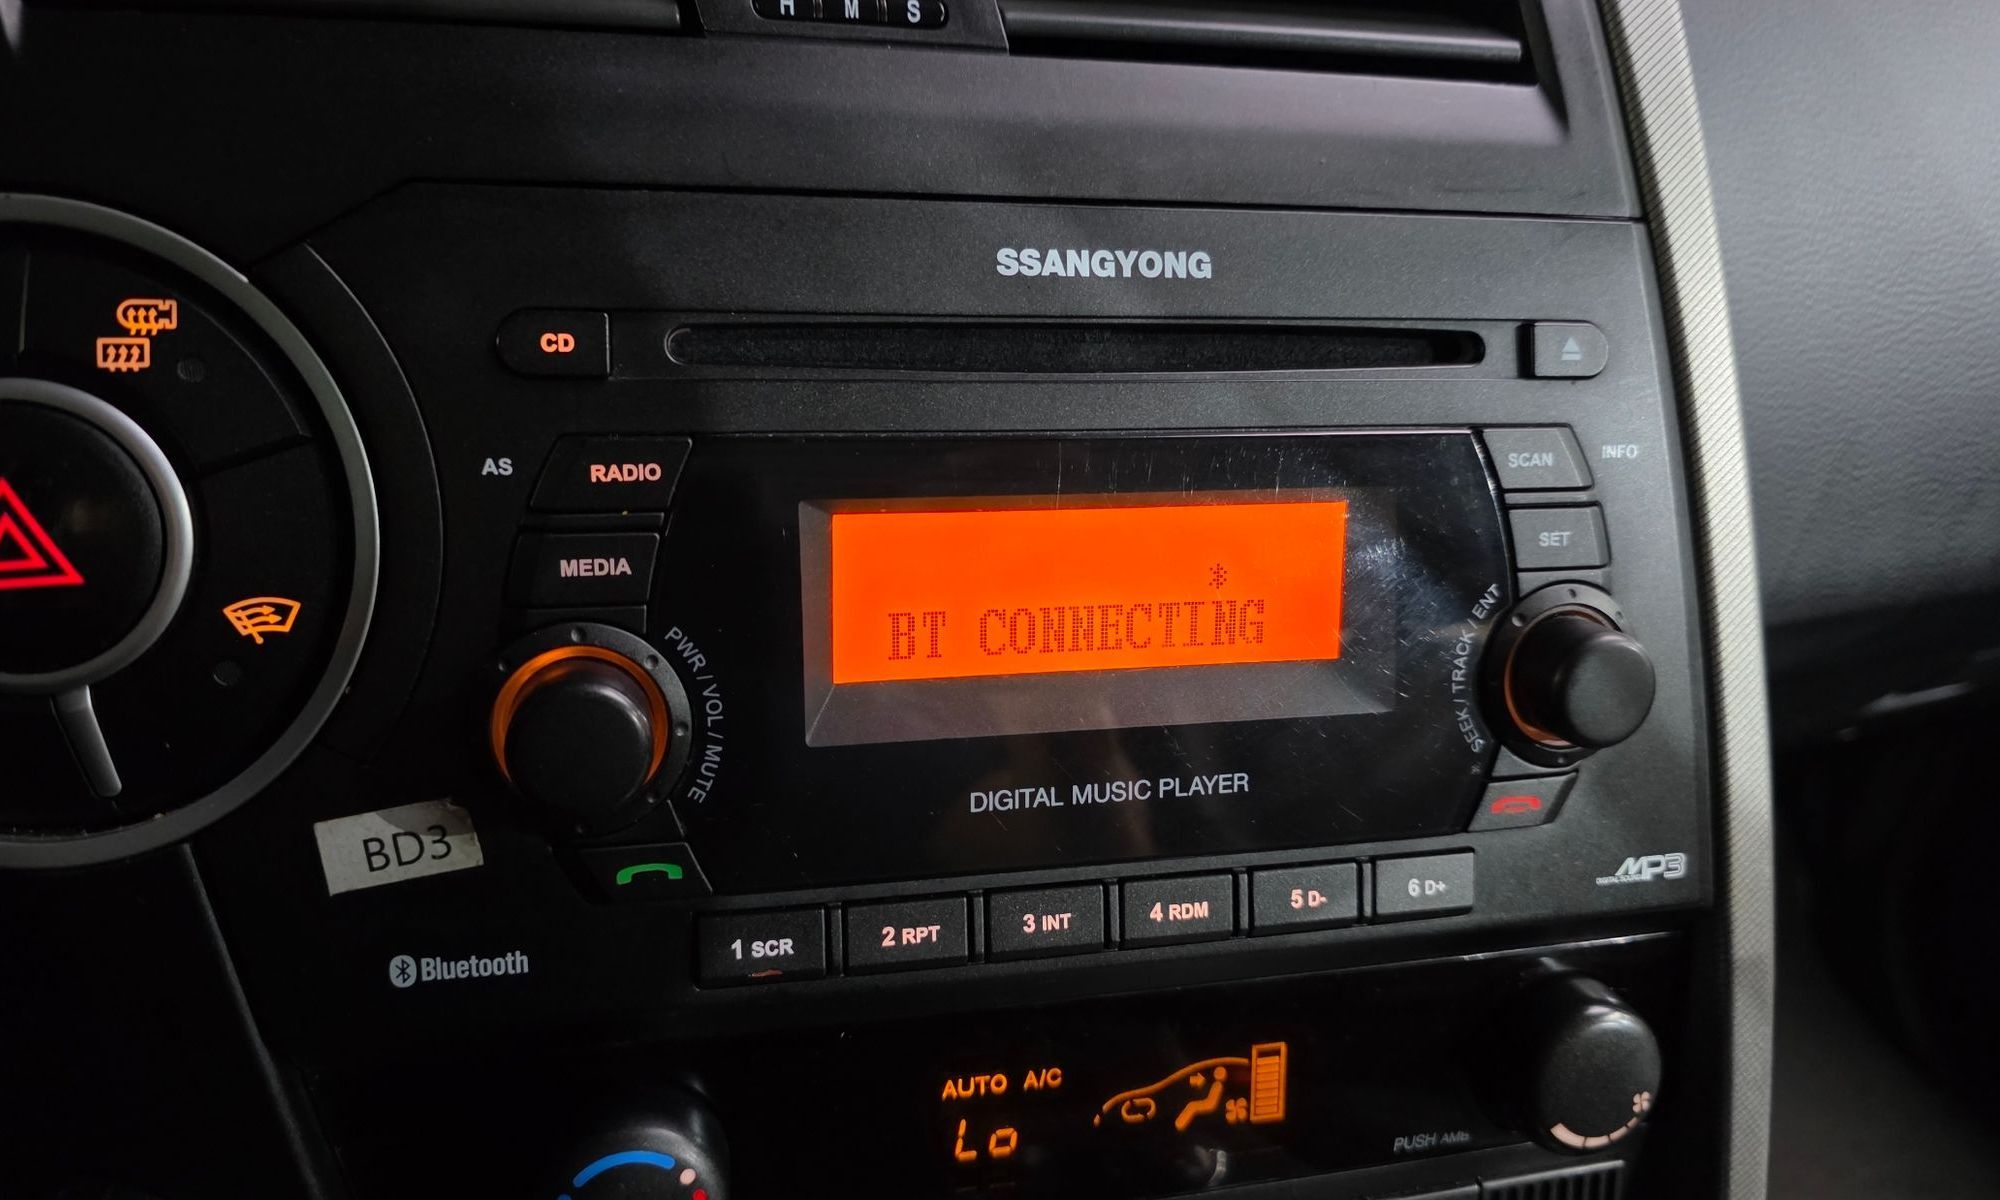 H M S
SSANGYONG
CD
AS
RADIO
SCAN
INFO
MEDIA
SET
BT CONNECTING
PWR / VOL / MUTE
SEEK / TRACK / ENT
DIGITAL MUSIC PLAYER
BD3
MP3
1 SCR
2 RPT
3 INT
4 RDM
5 D-
6 D+
Bluetooth
AUTO A/C
Lo
PUSH AMB